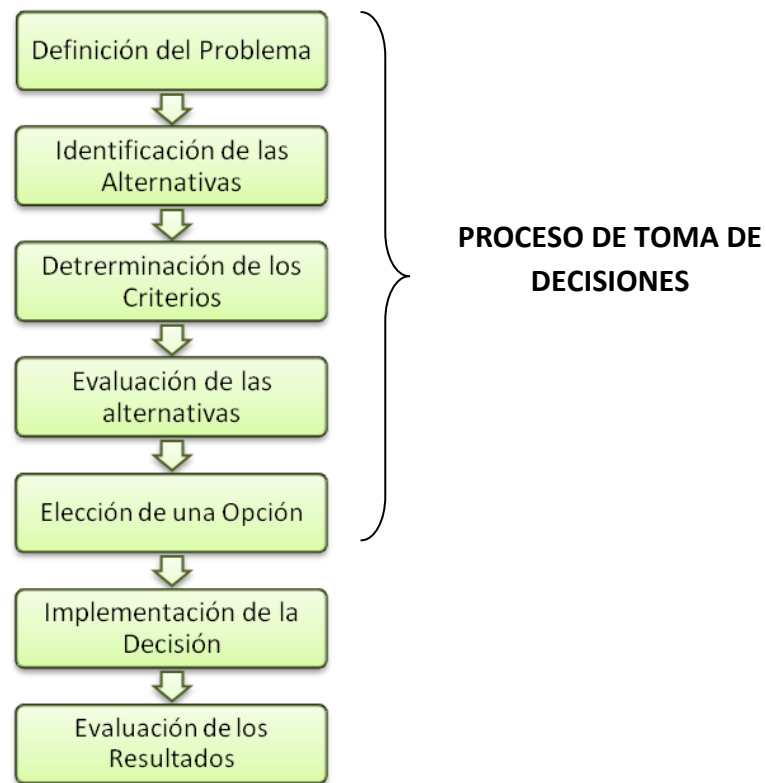 Definición del Problema
Identificación de las
Alternativas
Detrerminación de los
Criterios
Evaluación de las
alternativas
Elección de una Opción
Implementación de la
Decisión
Evaluación de los
Resultados
PROCESO DE TOMA DE
DECISIONES